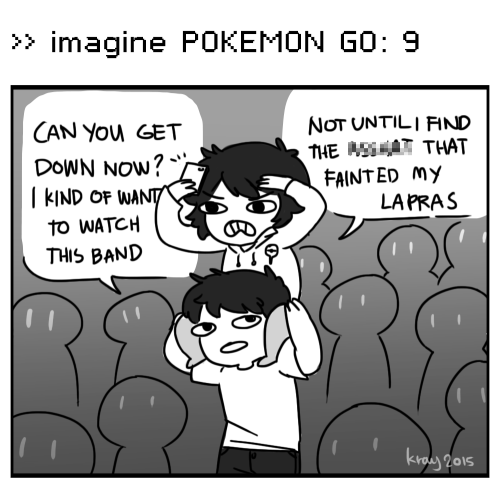 >> imagine POKEMON GO: 9
CAN YOU GET
DOWN NOW?
I KIND OF WANT
TO WATCH
THIS BAND
NOT UNTIL I FIND
THE THAT
FAINTED MY
LAPRAS
kray 2015